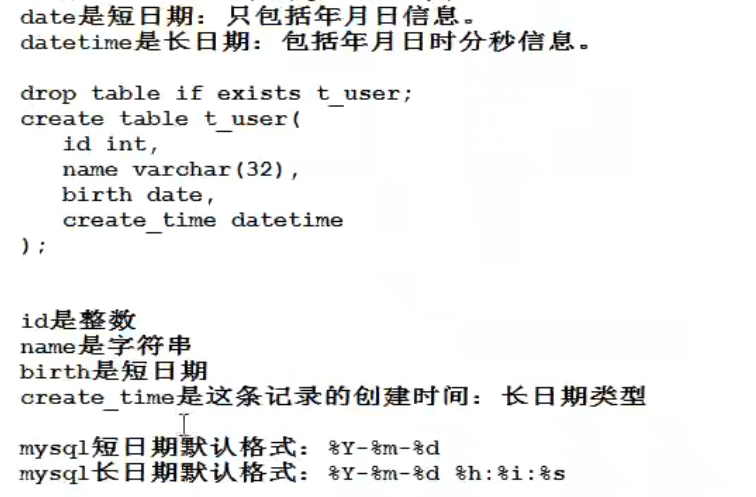 date是短日期：只包括年月日信息。
datetime是长日期：包括年月日时分秒信息。
drop table if exists t_user;
create table t_user(
id int,
name varchar(32),
birth date,
create_time datetime
);
id是整数
name是字符串
birth是短日期
create_time是这条记录的创建时间：长日期类型
mysql短日期默认格式：%Y-%m-%d
mysql长日期默认格式：%Y-%m-%d %h:%i:%s